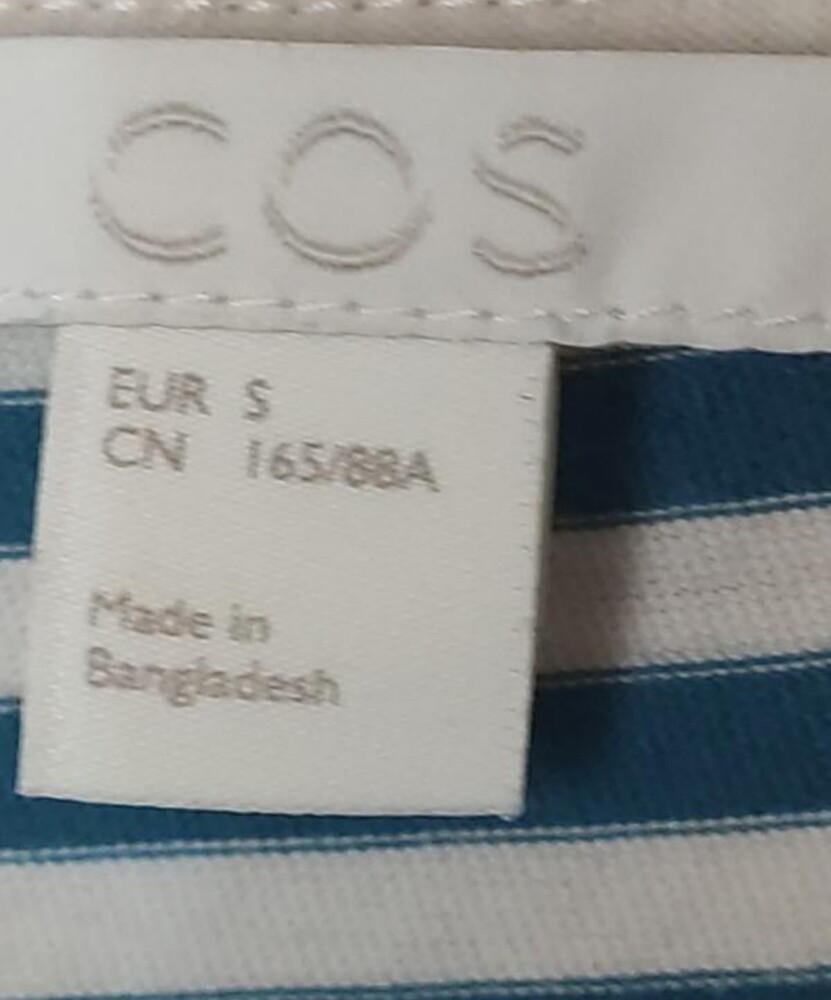 COS
EUR S
CN 165/88A
Made in
Bangladesh